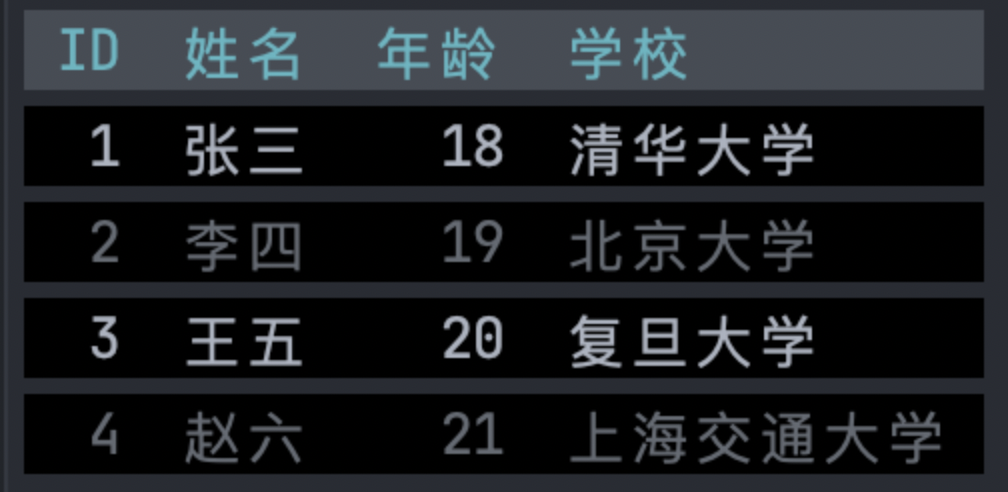 ID 姓名 年龄 学校
1 张三 18 清华大学
2 李四 19 北京大学
3 王五 20 复旦大学
4 赵六 21 上海交通大学